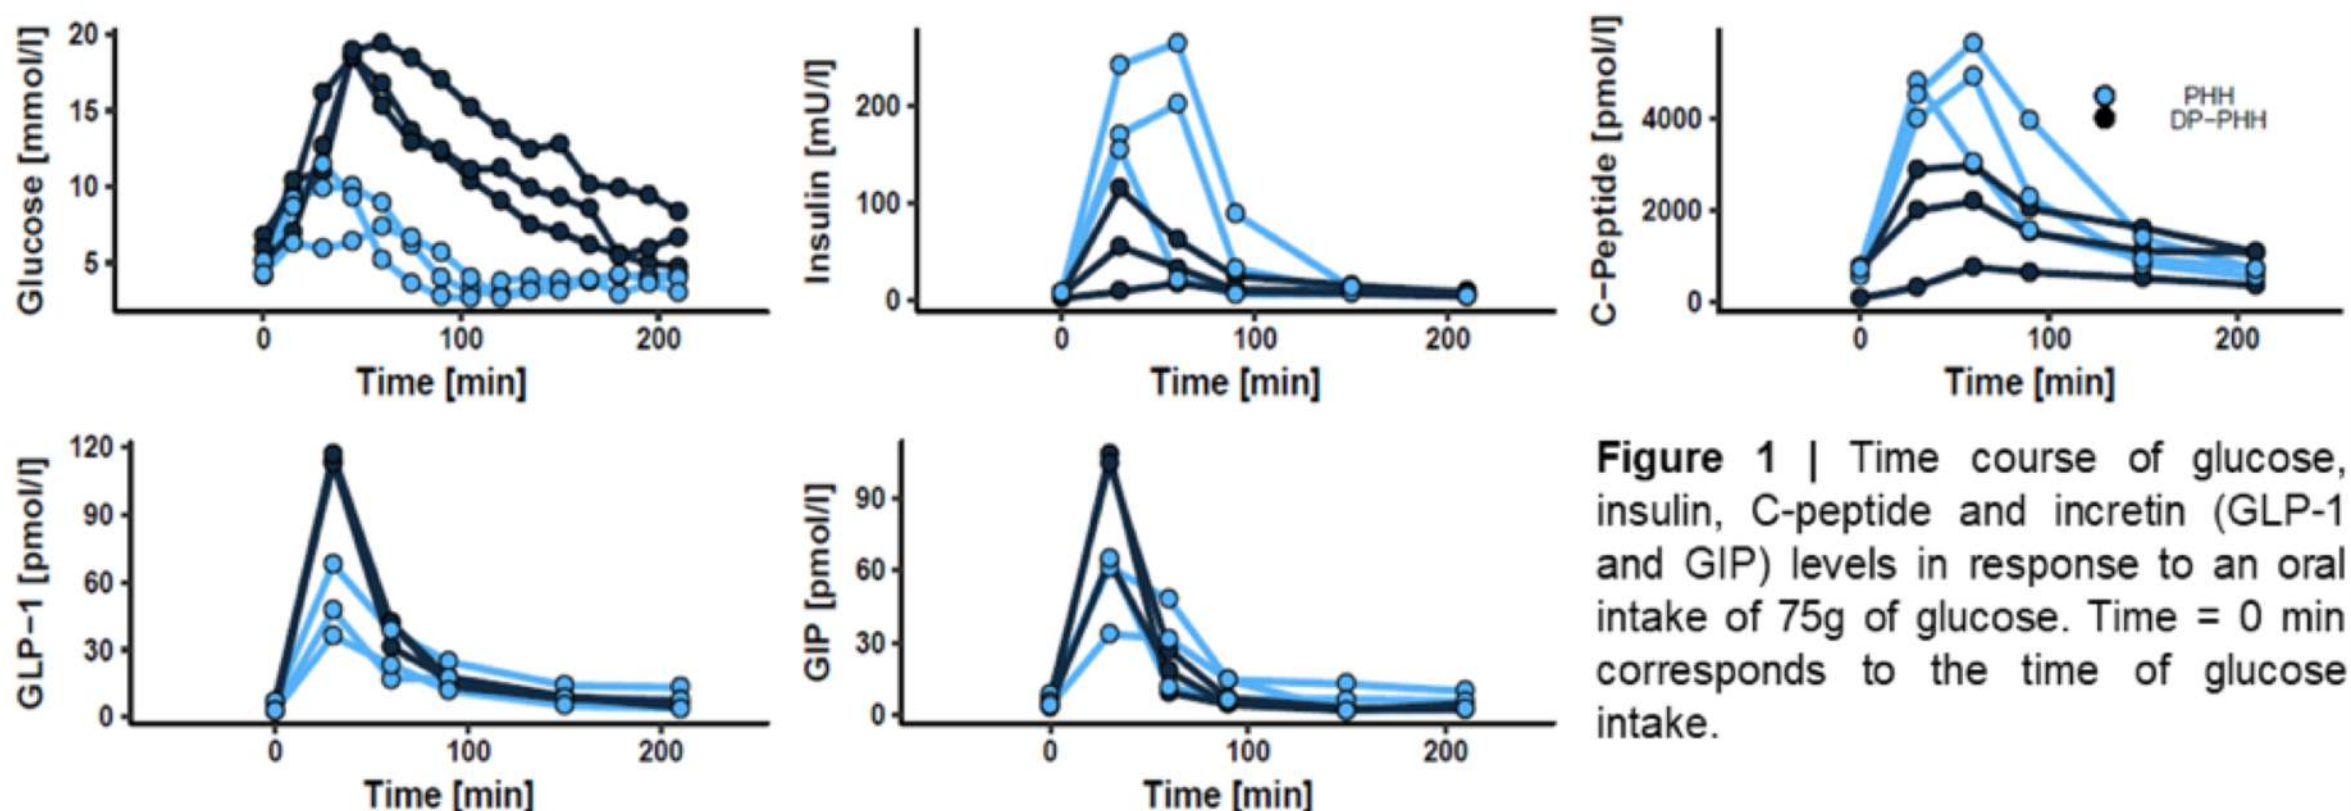 Glucose [mmol/l]
20
15
10
5
0
100
200
Time [min]
Insulin [mU/l]
200
100
0
0
100
200
Time [min]
C−Peptide [pmol/l]
4000
2000
0
0
100
200
Time [min]
PHH
DP−PHH
GLP−1 [pmol/l]
120
90
60
30
0
0
100
200
Time [min]
GIP [pmol/l]
90
60
30
0
0
100
200
Time [min]
Figure 1 | Time course of glucose,
insulin, C-peptide and incretin (GLP-1
and GIP) levels in response to an oral
intake of 75g of glucose. Time = 0 min
corresponds to the time of glucose
intake.